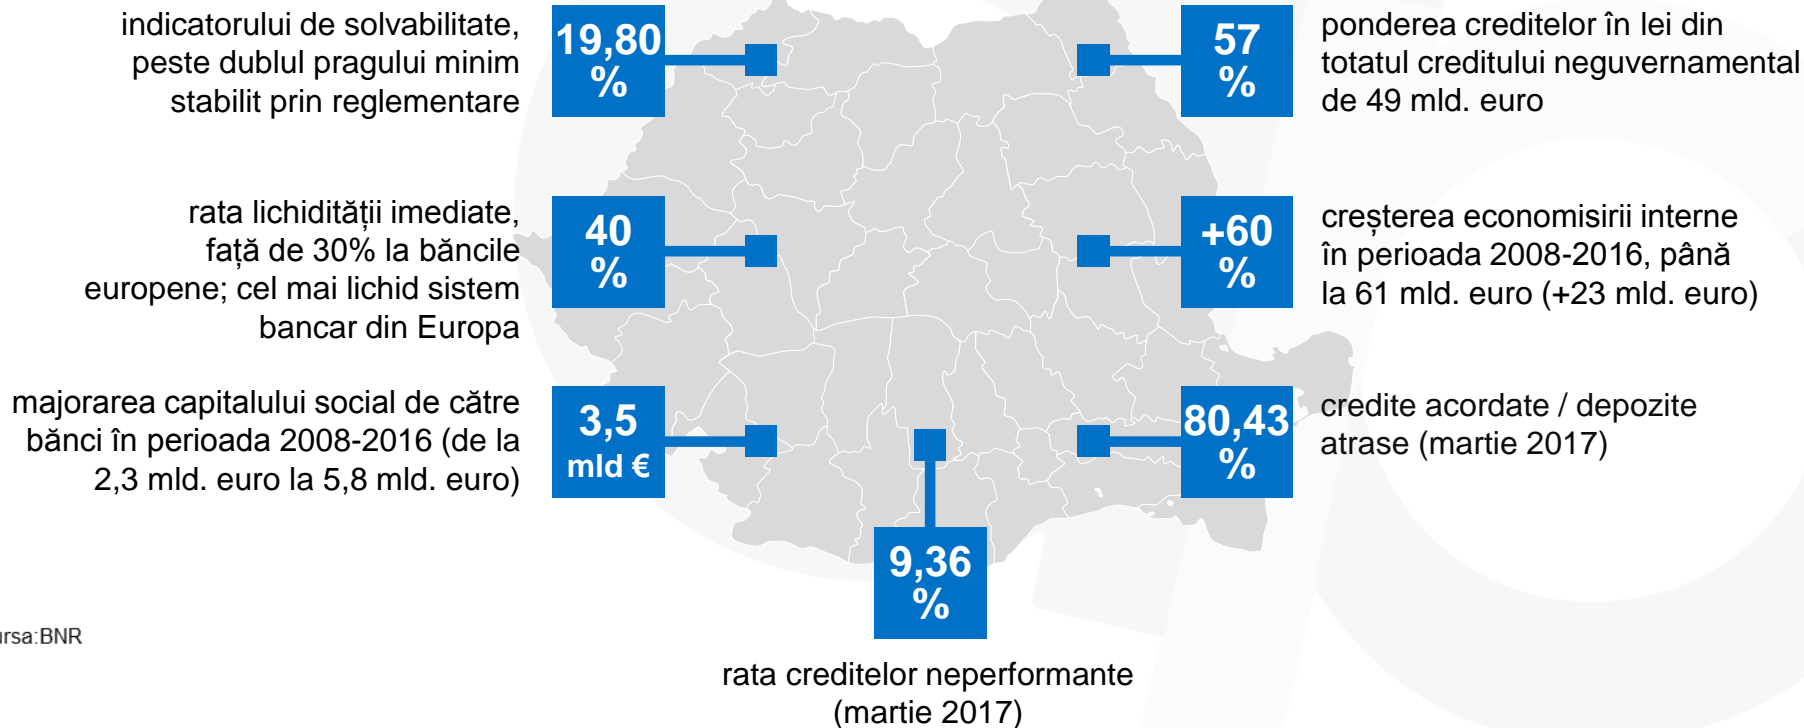 indicatorului de solvabilitate,
peste dublul pragului minim
stabilit prin reglementare
19,80
%
57
%
ponderea creditelor în lei din
totatul creditului neguvernamental
de 49 mld. euro
rata lichidității imediate,
față de 30% la băncile
europene; cel mai lichid sistem
bancar din Europa
40
%
+60
%
creșterea economisirii interne
în perioada 2008-2016, până
la 61 mld. euro (+23 mld. euro)
majorarea capitalului social de către
bănci în perioada 2008-2016 (de la
2,3 mld. euro la 5,8 mld. euro)
3,5
mld €
80,43
%
credite acordate / depozite
atrase (martie 2017)
9,36
%
rata creditelor neperformante
(martie 2017)
ursa:BNR